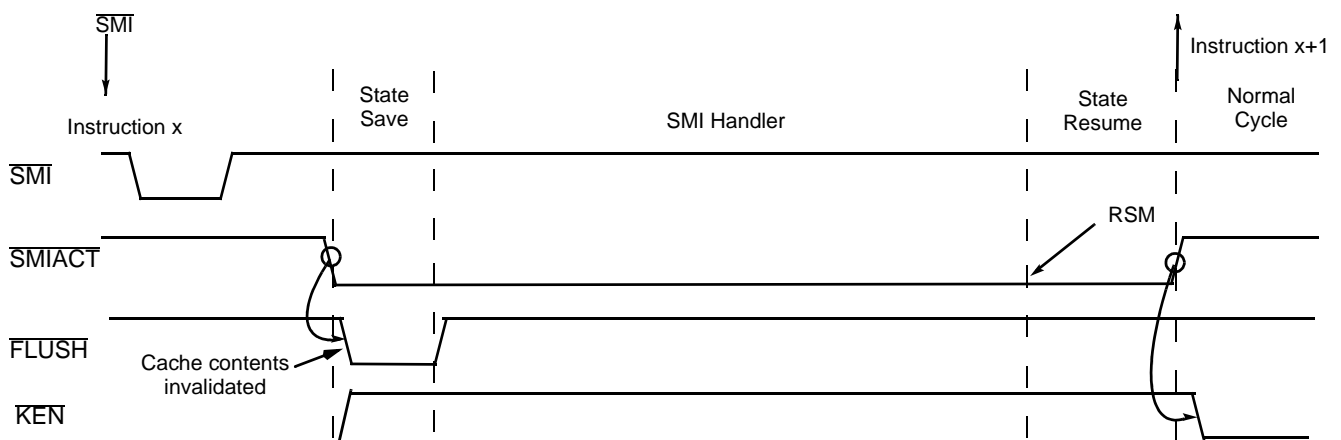 SMI
Instruction x+1
State
Save
State
Resume
Normal
Cycle
Instruction x
SMI Handler
SMI
RSM
SMIACT
FLUSH
Cache contents
invalidated
KEN